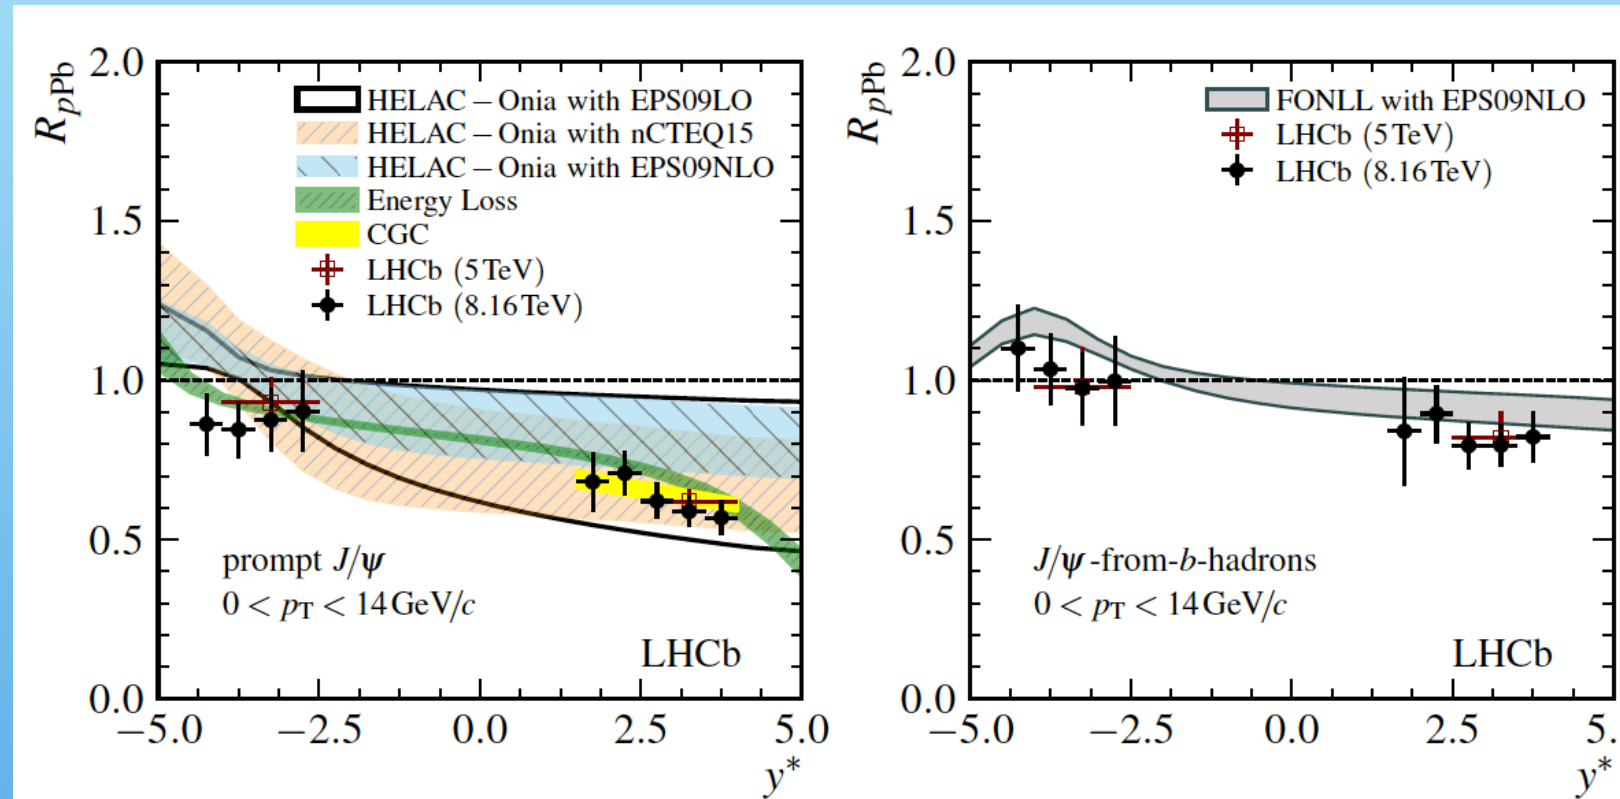 R_pPb
2.0
1.5
1.0
0.5
0.0
HELAC – Onia with EPS09LO
HELAC – Onia with nCTEQ15
HELAC – Onia with EPS09NLO
Energy Loss
CGC
LHCb (5 TeV)
LHCb (8.16 TeV)
prompt J/ψ
0 < p_T < 14 GeV/c
LHCb
−5.0 −2.5 0.0 2.5 5.0
y*
R_pPb
2.0
1.5
1.0
0.5
0.0
FONLL with EPS09NLO
LHCb (5 TeV)
LHCb (8.16 TeV)
J/ψ-from-b-hadrons
0 < p_T < 14 GeV/c
LHCb
−5.0 −2.5 0.0 2.5 5.
y*